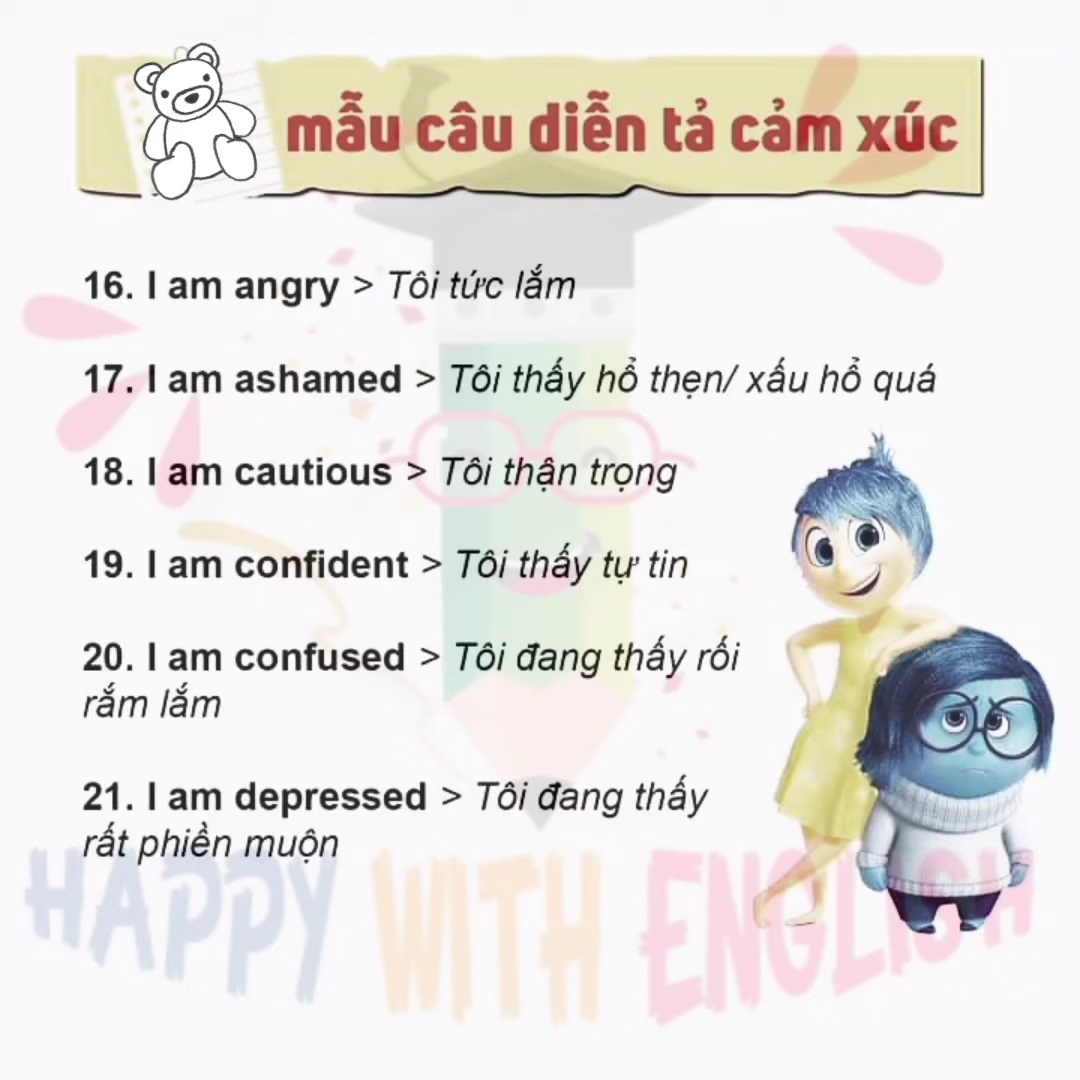 mẫu câu diễn tả cảm xúc
16. I am angry > Tôi tức lắm
17. I am ashamed > Tôi thấy hổ thẹn/ xấu hổ quá
18. I am cautious > Tôi thận trọng
19. I am confident > Tôi thấy tự tin
20. I am confused > Tôi đang thấy rối
rắm lắm
21. I am depressed > Tôi đang thấy
rất phiền muộn
HAPPY WITH ENGLISH